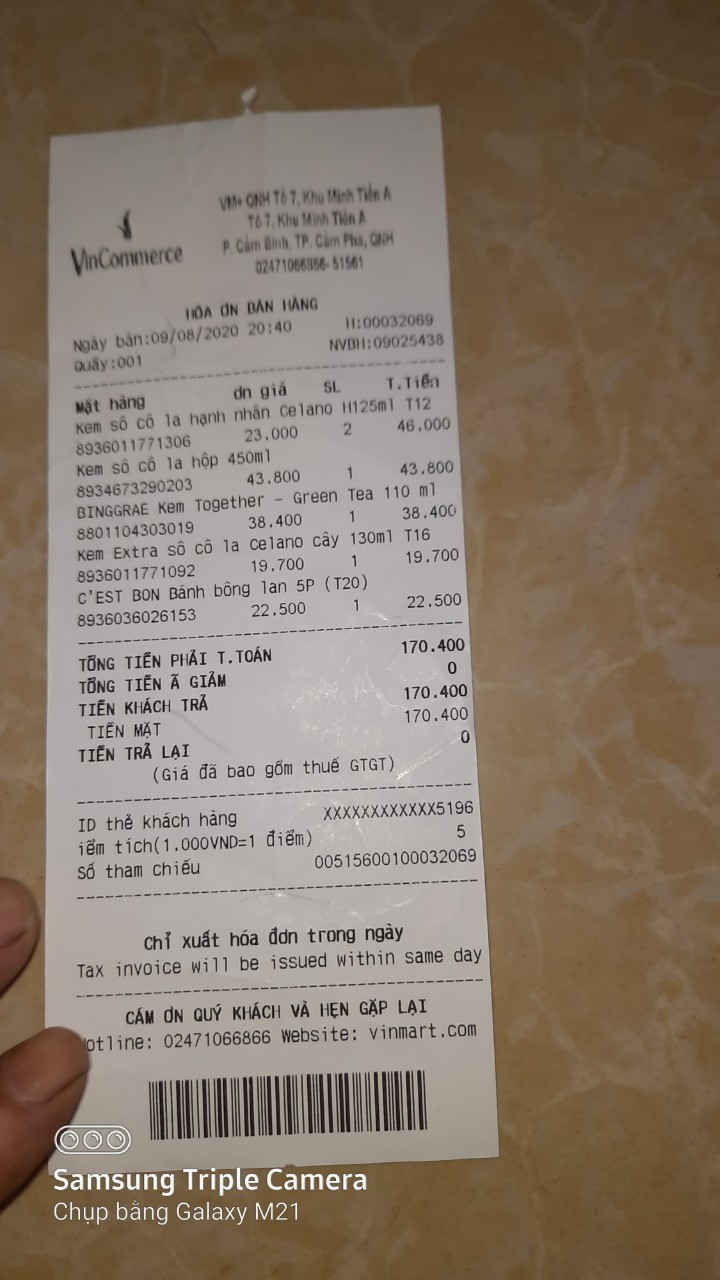 VinCommerce
VM+ QNH Tổ 7, Khu Minh Tiến A
Tổ 7, Khu Minh Tiến A
P. Cẩm Bình, TP. Cẩm Phả, QNH
02471066866- 51561
HÓA ƠN BÁN HÀNG
Ngày bán:09/08/2020 20:40 H:00032069
Quầy:001 NVBH:09025438
Mặt hàng ơn giá SL T.Tiền
Kem sô cô la hạnh nhân Celano H125ml T12
8936011771306 23.000 2 46.000
Kem sô cô la hộp 450ml
8934673290203 43.800 1 43.800
BINGGRAE Kem Together - Green Tea 110 ml
8801104303019 38.400 1 38.400
Kem Extra sô cô la Celano cây 130ml T16
8936011771092 19.700 1 19.700
C'EST BON Bánh bông lan 5P (T20)
8936036026153 22.500 1 22.500
TỔNG TIỀN PHẢI T.TOÁN 170.400
TỔNG TIỀN Ã GIẢM 0
TIỀN KHÁCH TRẢ 170.400
TIỀN MẶT 170.400
TIỀN TRẢ LẠI 0
(Giá đã bao gồm thuế GTGT)
ID thẻ khách hàng XXXXXXXXXXXX5196
iểm tích(1.000VND=1 điểm) 5
Số tham chiếu 00515600100032069
Chỉ xuất hóa đơn trong ngày
Tax invoice will be issued within same day
CÁM ƠN QUÝ KHÁCH VÀ HẸN GẶP LẠI
otline: 02471066866 Website: vinmart.com
Samsung Triple Camera
Chụp bằng Galaxy M21